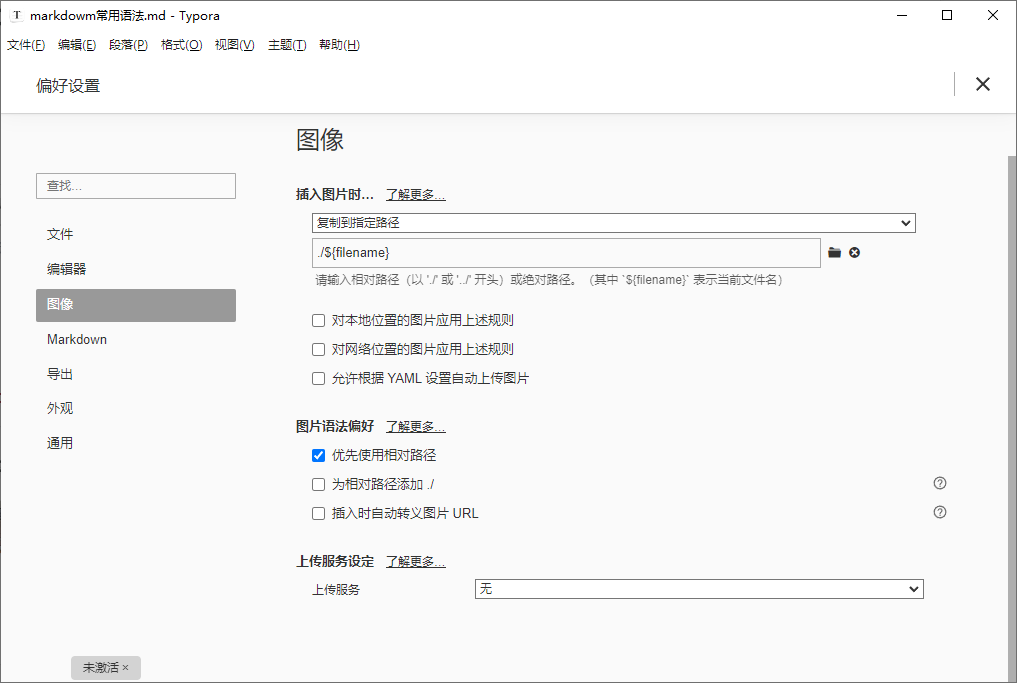 markdowm常用语法.md - Typora
文件(F) 编辑(E) 段落(P) 格式(O) 视图(V) 主题(T) 帮助(H)
偏好设置
查找...
文件
编辑器
图像
Markdown
导出
外观
通用
图像
插入图片时... 了解更多...
复制到指定路径
./${filename}
请输入相对路径（以 './' 或 '../' 开头）或绝对路径。（其中 `${filename}` 表示当前文件名）
对本地位置的图片应用上述规则
对网络位置的图片应用上述规则
允许根据 YAML 设置自动上传图片
图片语法偏好 了解更多...
优先使用相对路径
为相对路径添加 ./
插入时自动转义图片 URL
上传服务设定 了解更多...
上传服务 无
未激活 ×